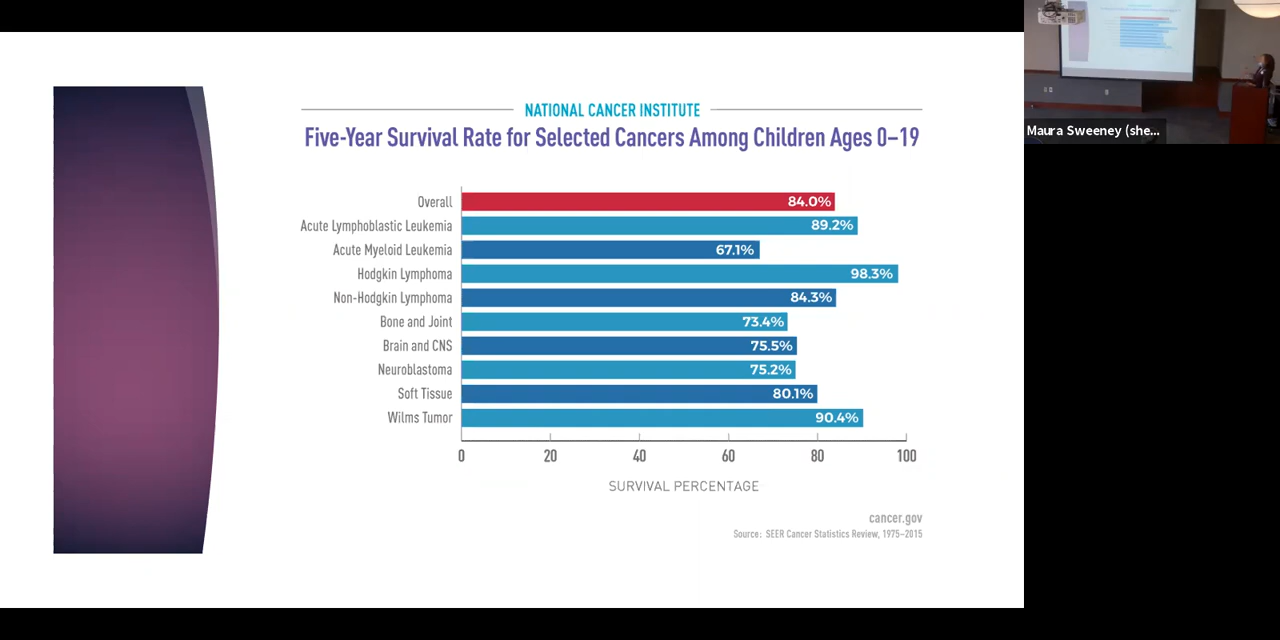 NATIONAL CANCER INSTITUTE
Five-Year Survival Rate for Selected Cancers Among Children Ages 0–19
Overall 84.0%
Acute Lymphoblastic Leukemia 89.2%
Acute Myeloid Leukemia 67.1%
Hodgkin Lymphoma 98.3%
Non-Hodgkin Lymphoma 84.3%
Bone and Joint 73.4%
Brain and CNS 75.5%
Neuroblastoma 75.2%
Soft Tissue 80.1%
Wilms Tumor 90.4%
0 20 40 60 80 100
SURVIVAL PERCENTAGE
cancer.gov
Source: SEER Cancer Statistics Review, 1975–2015
Maura Sweeney (she...